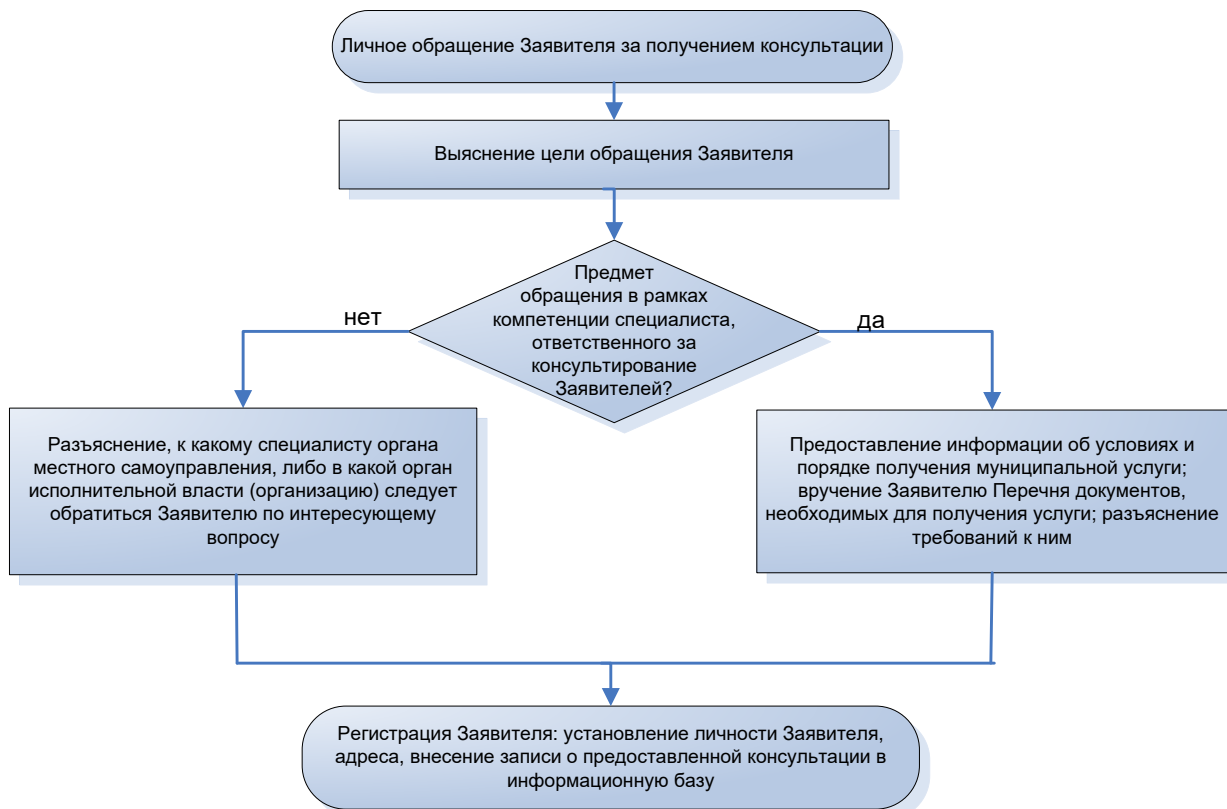 Личное обращение Заявителя за получением консультации
Выяснение цели обращения Заявителя
Предмет
обращения в рамках
компетенции специалиста,
ответственного за
консультирование
Заявителей?
нет
да
Разъяснение, к какому специалисту органа
местного самоуправления, либо в какой орган
исполнительной власти (организацию) следует
обратиться Заявителю по интересующему
вопросу
Предоставление информации об условиях и
порядке получения муниципальной услуги;
вручение Заявителю Перечня документов,
необходимых для получения услуги; разъяснение
требований к ним
Регистрация Заявителя: установление личности Заявителя,
адреса, внесение записи о предоставленной консультации в
информационную базу